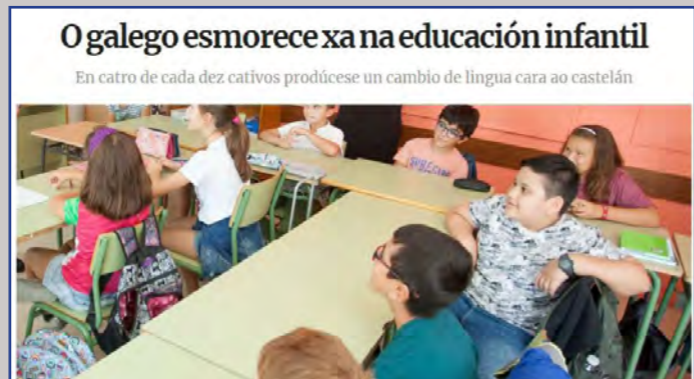 O galego esmorece xa na educación infantil
En catro de cada dez cativos prodúcese un cambio de lingua cara ao castelán